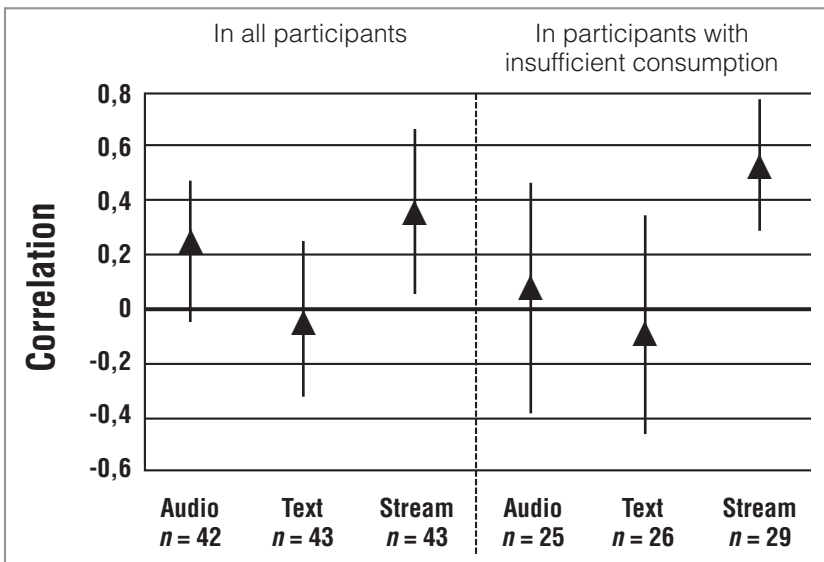 In all participants
In participants with
insufficient consumption
Correlation
0,8
0,6
0,4
0,2
0
-0,2
-0,4
-0,6
Audio
n = 42
Text
n = 43
Stream
n = 43
Audio
n = 25
Text
n = 26
Stream
n = 29